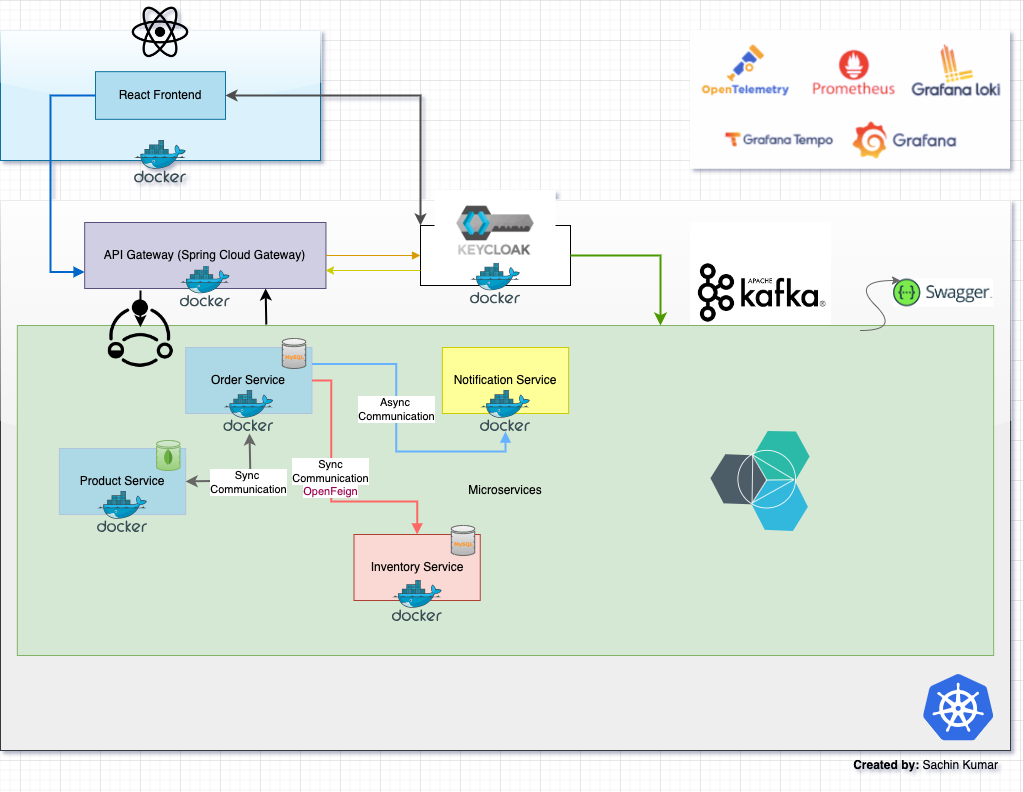 React Frontend
docker
OpenTelemetry
Prometheus
Grafana loki
Grafana Tempo
Grafana
API Gateway (Spring Cloud Gateway)
docker
KEYCLOAK
docker
APACHE
kafka®
Swagger.
Order Service
MySQL
docker
Async
Communication
Notification Service
docker
Product Service
docker
Sync
Communication
Sync
Communication
OpenFeign
Microservices
Inventory Service
MySQL
docker
Created by: Sachin Kumar